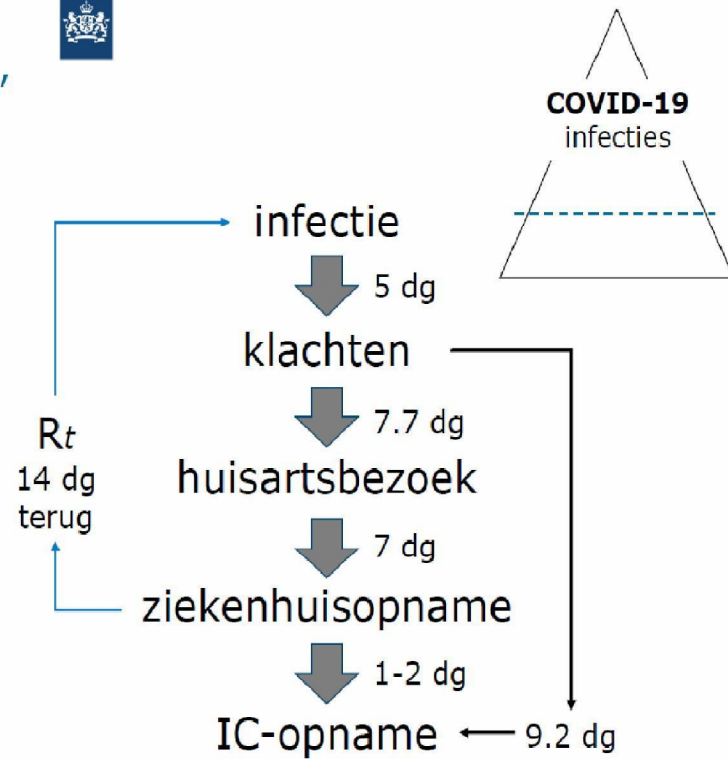 COVID-19
infecties
infectie
5 dg
klachten
7.7 dg
Rt
14 dg
terug
huisartsbezoek
7 dg
ziekenhuisopname
1-2 dg
IC-opname
9.2 dg